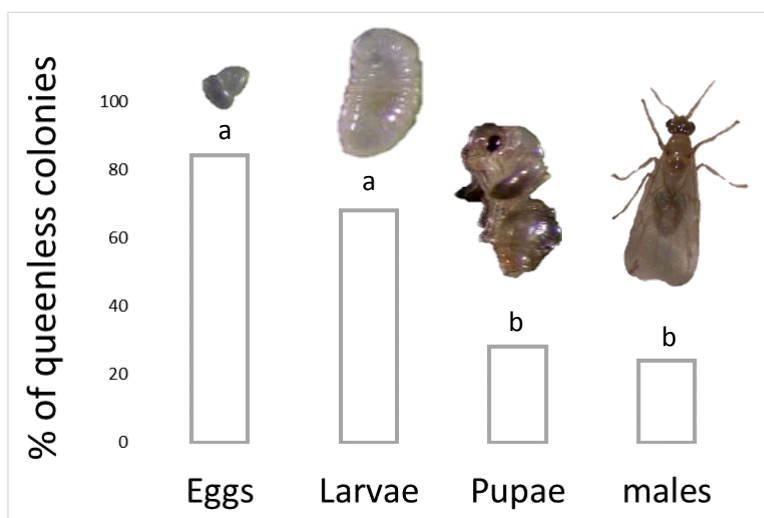 % of queenless colonies
100
80
60
40
20
0
a
a
b
b
Eggs Larvae Pupae males